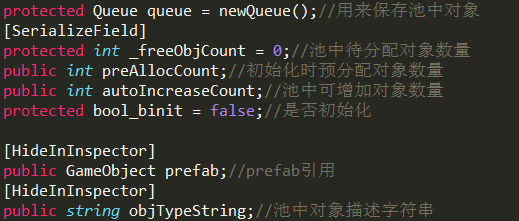 protected Queue queue = newQueue();//用来保存池中对象
[SerializeField]
protected int _freeObjCount = 0;//池中待分配对象数量
public int preAllocCount;//初始化时预分配对象数量
public int autoIncreaseCount;//池中可增加对象数量
protected bool_binit = false;//是否初始化
[HideInInspector]
public GameObject prefab;//prefab引用
[HideInInspector]
public string objTypeString;//池中对象描述字符串